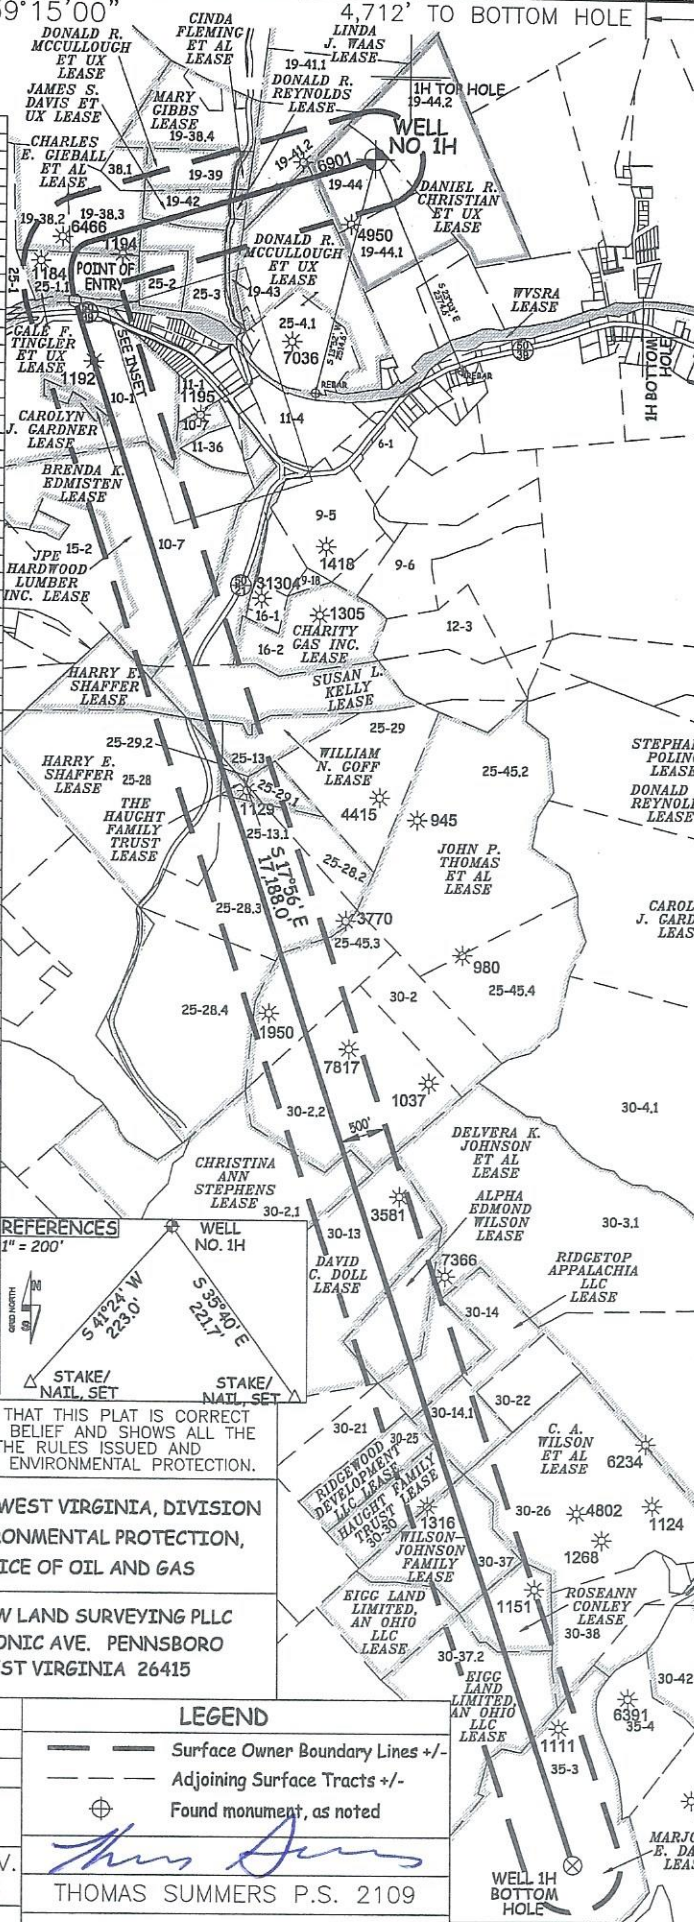 59°15'00"
4,712' TO BOTTOM HOLE
DONALD R.
MCCULLOUGH
ET UX
LEASE
CINDA
FLEMING
ET AL
LEASE
LINDA
J. WAAS
LEASE
19-41.1
JAMES S.
DAVIS ET
UX LEASE
MARY
GIBBS
LEASE
19-38.4
DONALD R.
REYNOLDS
LEASE
1H TOP HOLE
19-44.2
WELL
NO. 1H
CHARLES
E. GIEBALL
ET AL
LEASE
38.1
19-39
19-41.2
6901
19-44
19-42
DANIEL R.
CHRISTIAN
ET UX
LEASE
19-38.2
19-38.3
6466
1194
4950
19-44.1
DONALD R.
MCCULLOUGH
ET UX
LEASE
1184
25-1
25-1.1
POINT OF
ENTRY
25-2
25-3
19-43
WVSRA
LEASE
25-4.1
7036
REBAR
REBAR
50
1H BOTTOM
HOLE
GALE F.
TINGLER
ET UX
LEASE
SEE INSET
1192
10-1
11-1
1195
10-7
11-4
11-36
6-1
CAROLYN
J. GARDNER
LEASE
BRENDA K.
EDMISTEN
LEASE
9-5
1418
9-6
JPE
HARDWOOD
LUMBER
INC. LEASE
15-2
10-7
50
31304
9-18
16-1
1305
CHARITY
GAS INC.
LEASE
12-3
16-2
HARRY E.
SHAFFER
LEASE
SUSAN L.
KELLY
LEASE
25-29
25-29.2
25-13
WILLIAM
N. GOFF
LEASE
HARRY E.
SHAFFER
LEASE
25-28
25-45.2
STEPHA
POLIN
LEASE
DONALD
REYNOL
LEASE
THE
HAUGHT
FAMILY
TRUST
LEASE
25-29.1
1129
4415
945
25-13.1
JOHN P.
THOMAS
ET AL
LEASE
S 17°56' E
17,188.0'
25-28.2
25-28.3
3770
25-45.3
CAROL
J. GARD
LEAS
980
25-45.4
25-28.4
30-2
1950
7817
1037
30-2.2
30-4.1
500'
DELVERA K.
JOHNSON
ET AL
LEASE
CHRISTINA
ANN
STEPHENS
LEASE
30-2.1
3581
ALPHA
EDMOND
WILSON
LEASE
30-3.1
30-13
DAVID
C. DOLL
LEASE
7366
RIDGETOP
APPALACHIA
LLC
LEASE
30-14
REFERENCES
1" = 200'
WELL
NO. 1H
GRID NORTH
N
S 41°24' W
223.0'
S 35°40' E
221.7'
STAKE/
NAIL, SET
STAKE/
NAIL, SET
THAT THIS PLAT IS CORRECT
BELIEF AND SHOWS ALL THE
THE RULES ISSUED AND
ENVIRONMENTAL PROTECTION.
30-21
30-25
30-14.1
30-22
C. A.
WILSON
ET AL
LEASE
6234
RIDGEWOOD
DEVELOPMENT
LLC LEASE
HAUGHT FAMILY
TRUST LEASE
30-30
1316
30-26
4802
1124
1268
WILSON-
JOHNSON
FAMILY
LEASE
30-37
EIGG LAND
LIMITED,
AN OHIO
LLC
LEASE
1151
ROSEANN
CONLEY
LEASE
30-38
30-37.2
30-42
EIGG
LAND
LIMITED,
AN OHIO
LLC
LEASE
6391
35-4
1111
35-3
MARJO
E. DA
LEAS
WELL 1H
BOTTOM
HOLE
WEST VIRGINIA, DIVISION
RONMENTAL PROTECTION,
ICE OF OIL AND GAS
W LAND SURVEYING PLLC
ONIC AVE. PENNSBORO
ST VIRGINIA 26415
LEGEND
Surface Owner Boundary Lines +/-
Adjoining Surface Tracts +/-
Found monument, as noted
V.
THOMAS SUMMERS P.S. 2109